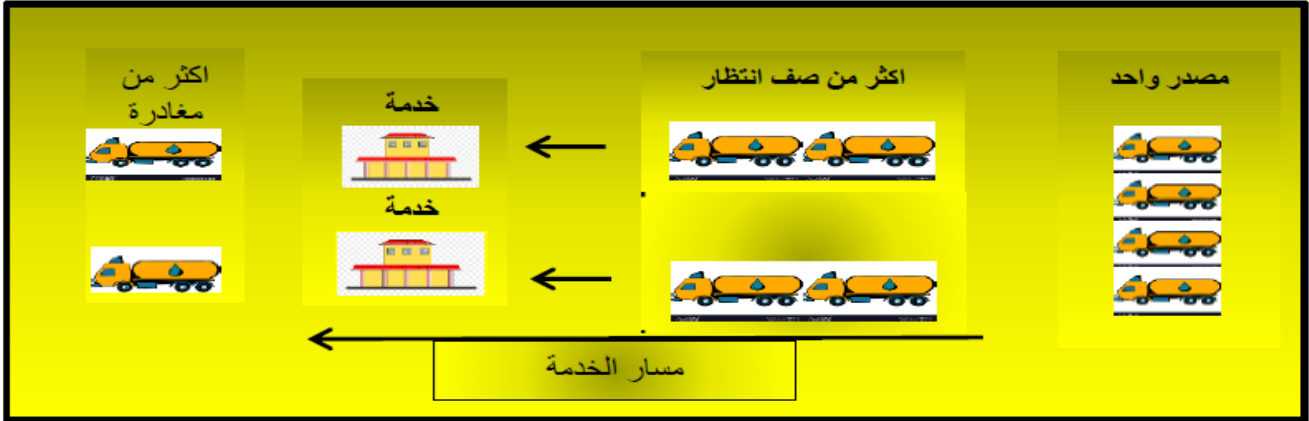 مصدر واحد
اكثر من صف انتظار
خدمة
خدمة
اكثر من
مغادرة
مسار الخدمة